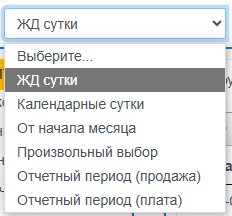 ЖД сутки
Выберите...
ЖД сутки
Календарные сутки
От начала месяца
Произвольный выбор
Отчетный период (продажа)
Отчетный период (плата)